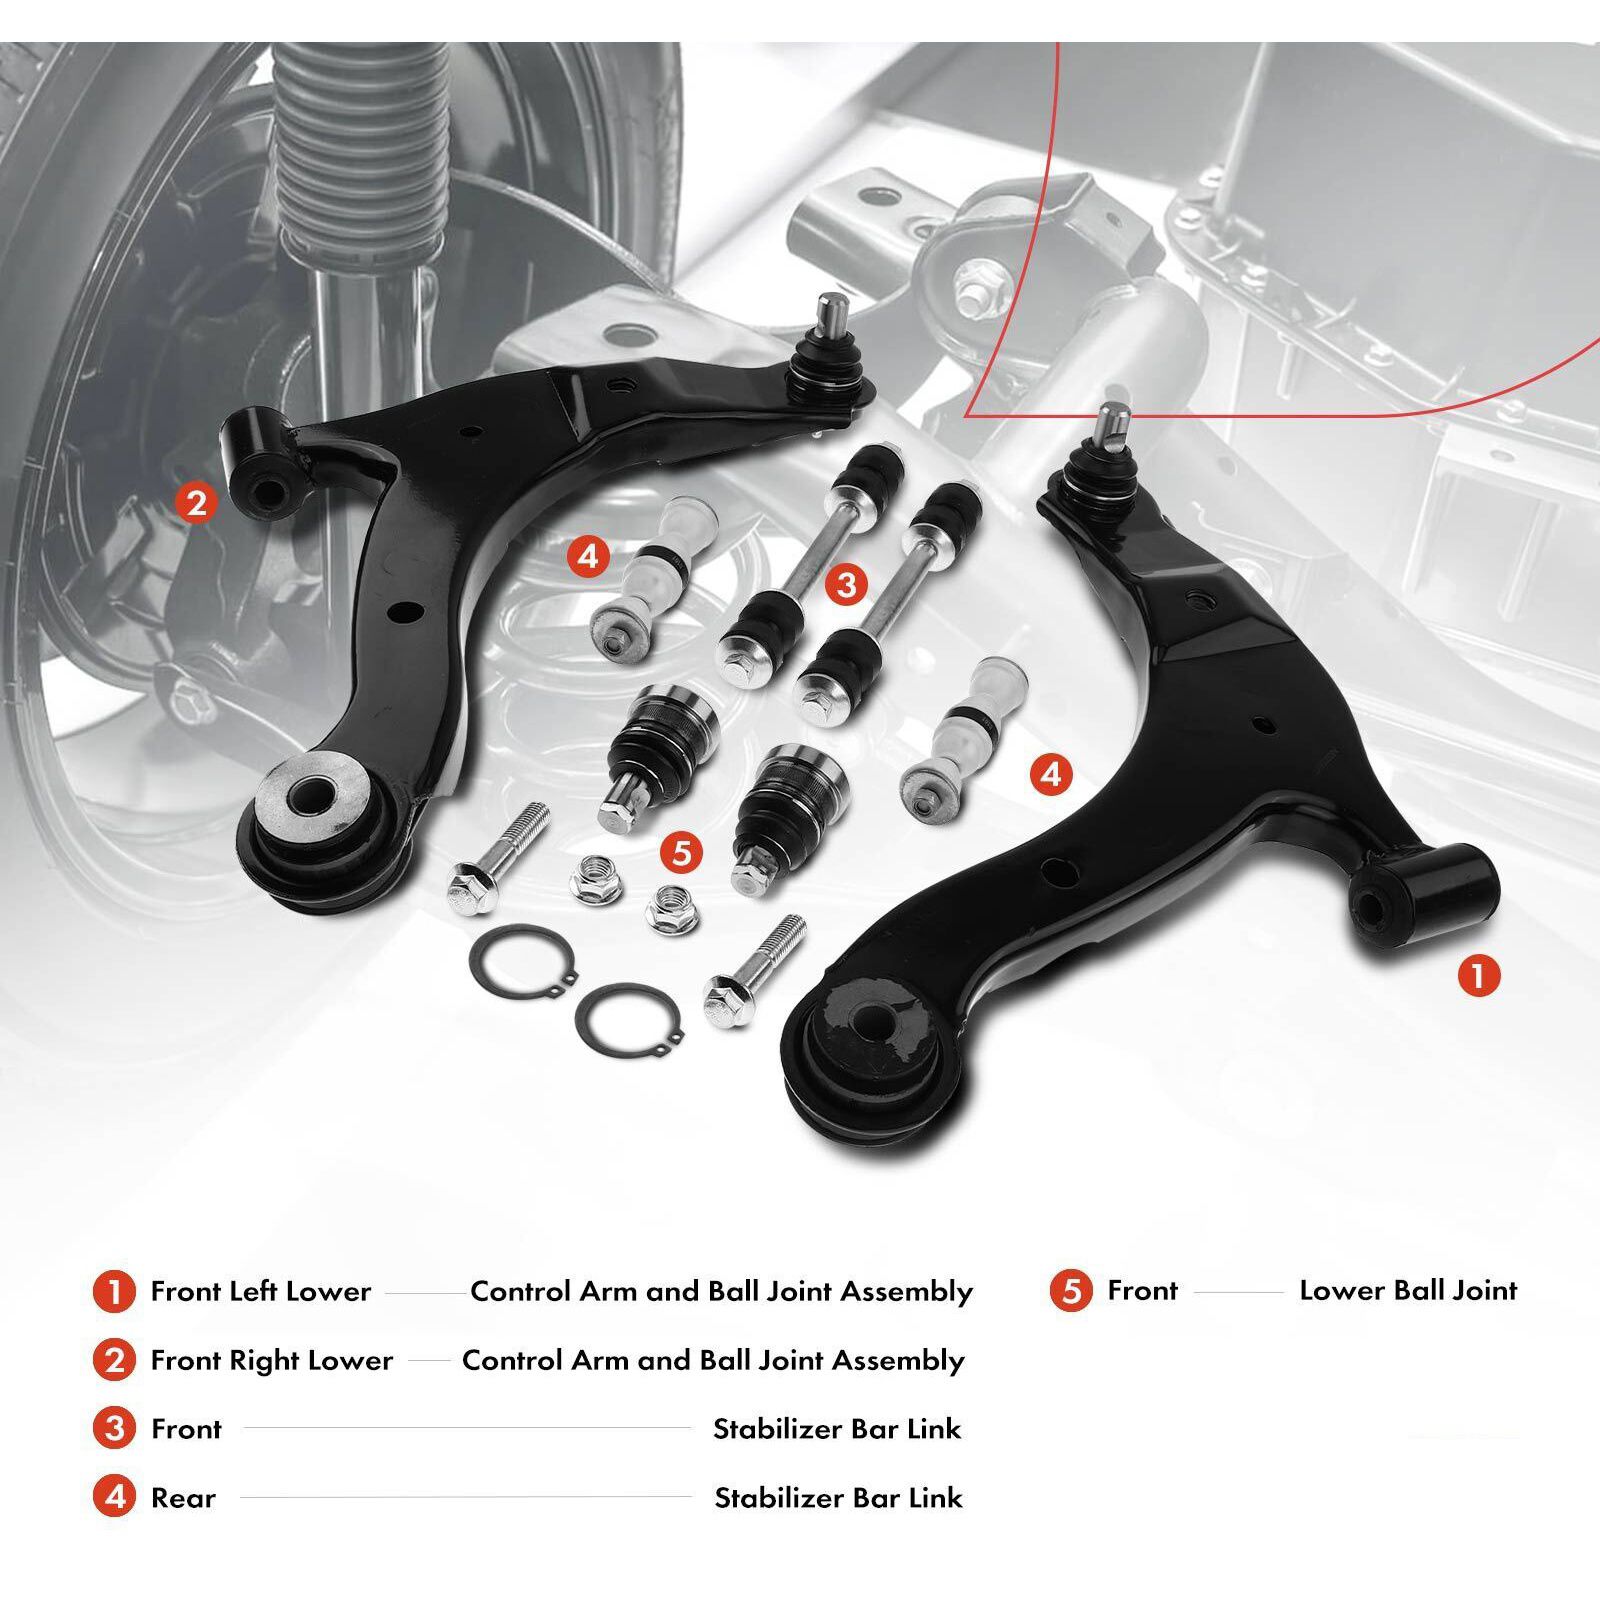 2
4
3
4
5
1
1 Front Left Lower Control Arm and Ball Joint Assembly
2 Front Right Lower Control Arm and Ball Joint Assembly
3 Front Stabilizer Bar Link
4 Rear Stabilizer Bar Link
5 Front Lower Ball Joint